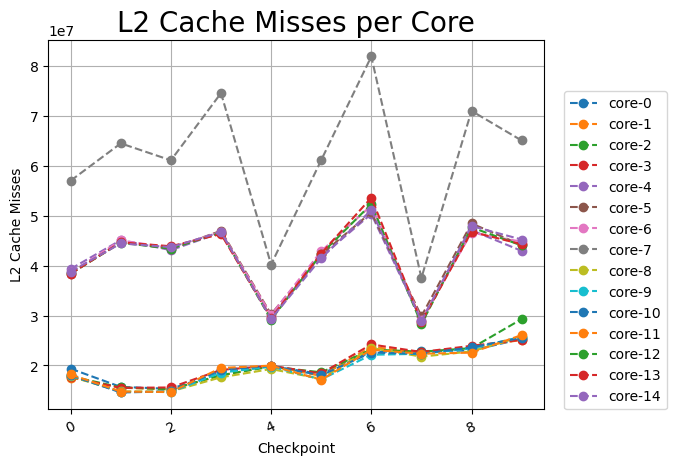 L2 Cache Misses per Core
1e7
8
7
6
5
4
3
2
L2 Cache Misses
0
2
4
6
8
Checkpoint
core-0
core-1
core-2
core-3
core-4
core-5
core-6
core-7
core-8
core-9
core-10
core-11
core-12
core-13
core-14